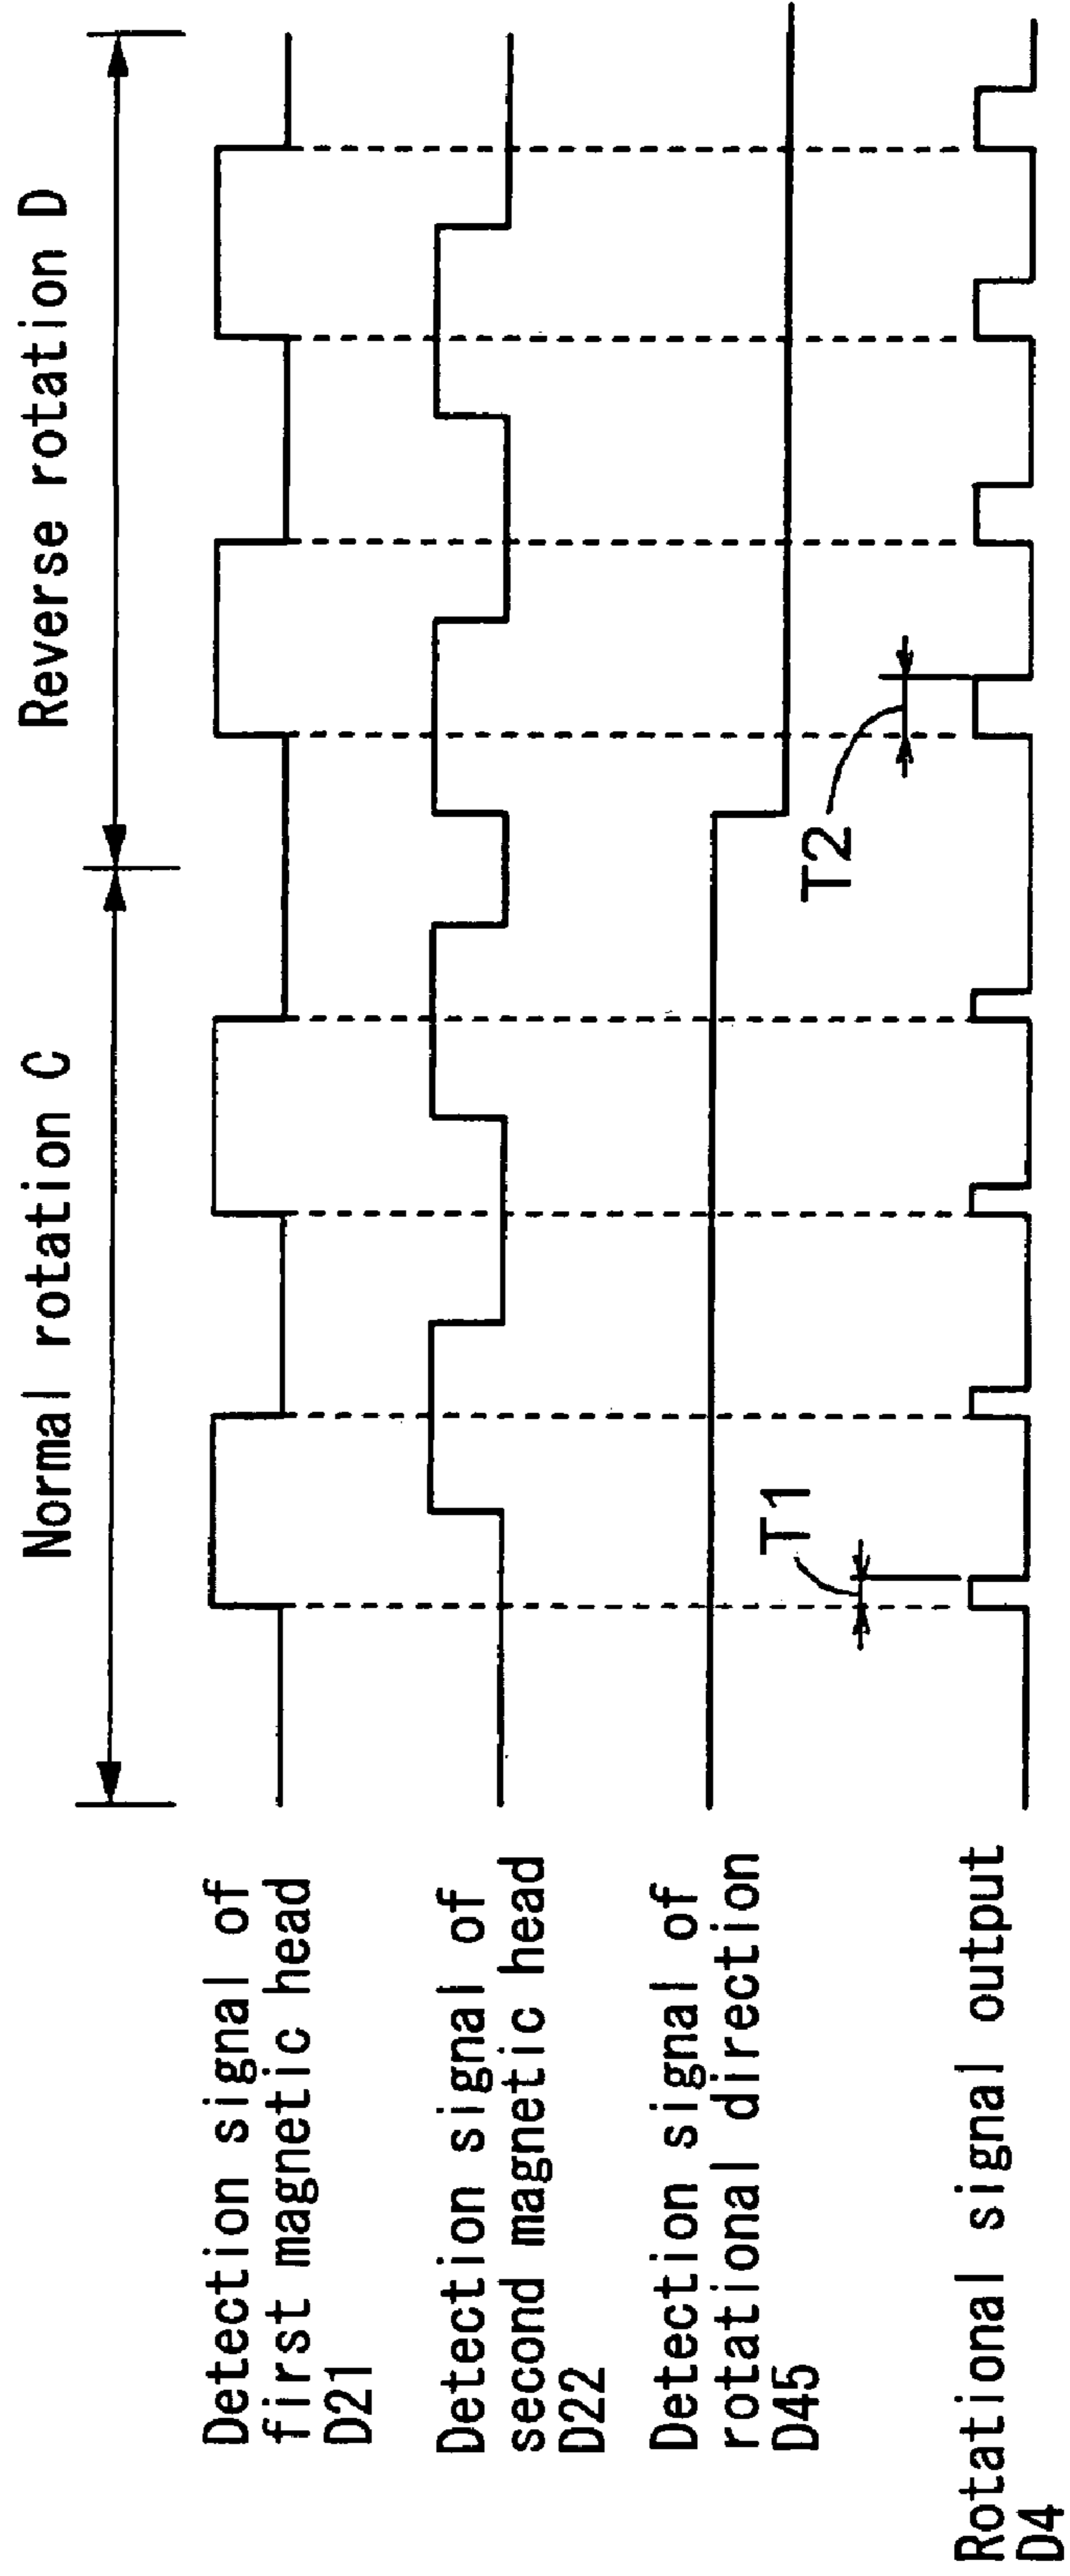 Normal rotation C
Reverse rotation D
Detection signal of
first magnetic head
D21
Detection signal of
second magnetic head
D22
Detection signal of
rotational direction
D45
T1
T2
Rotational signal output
D4